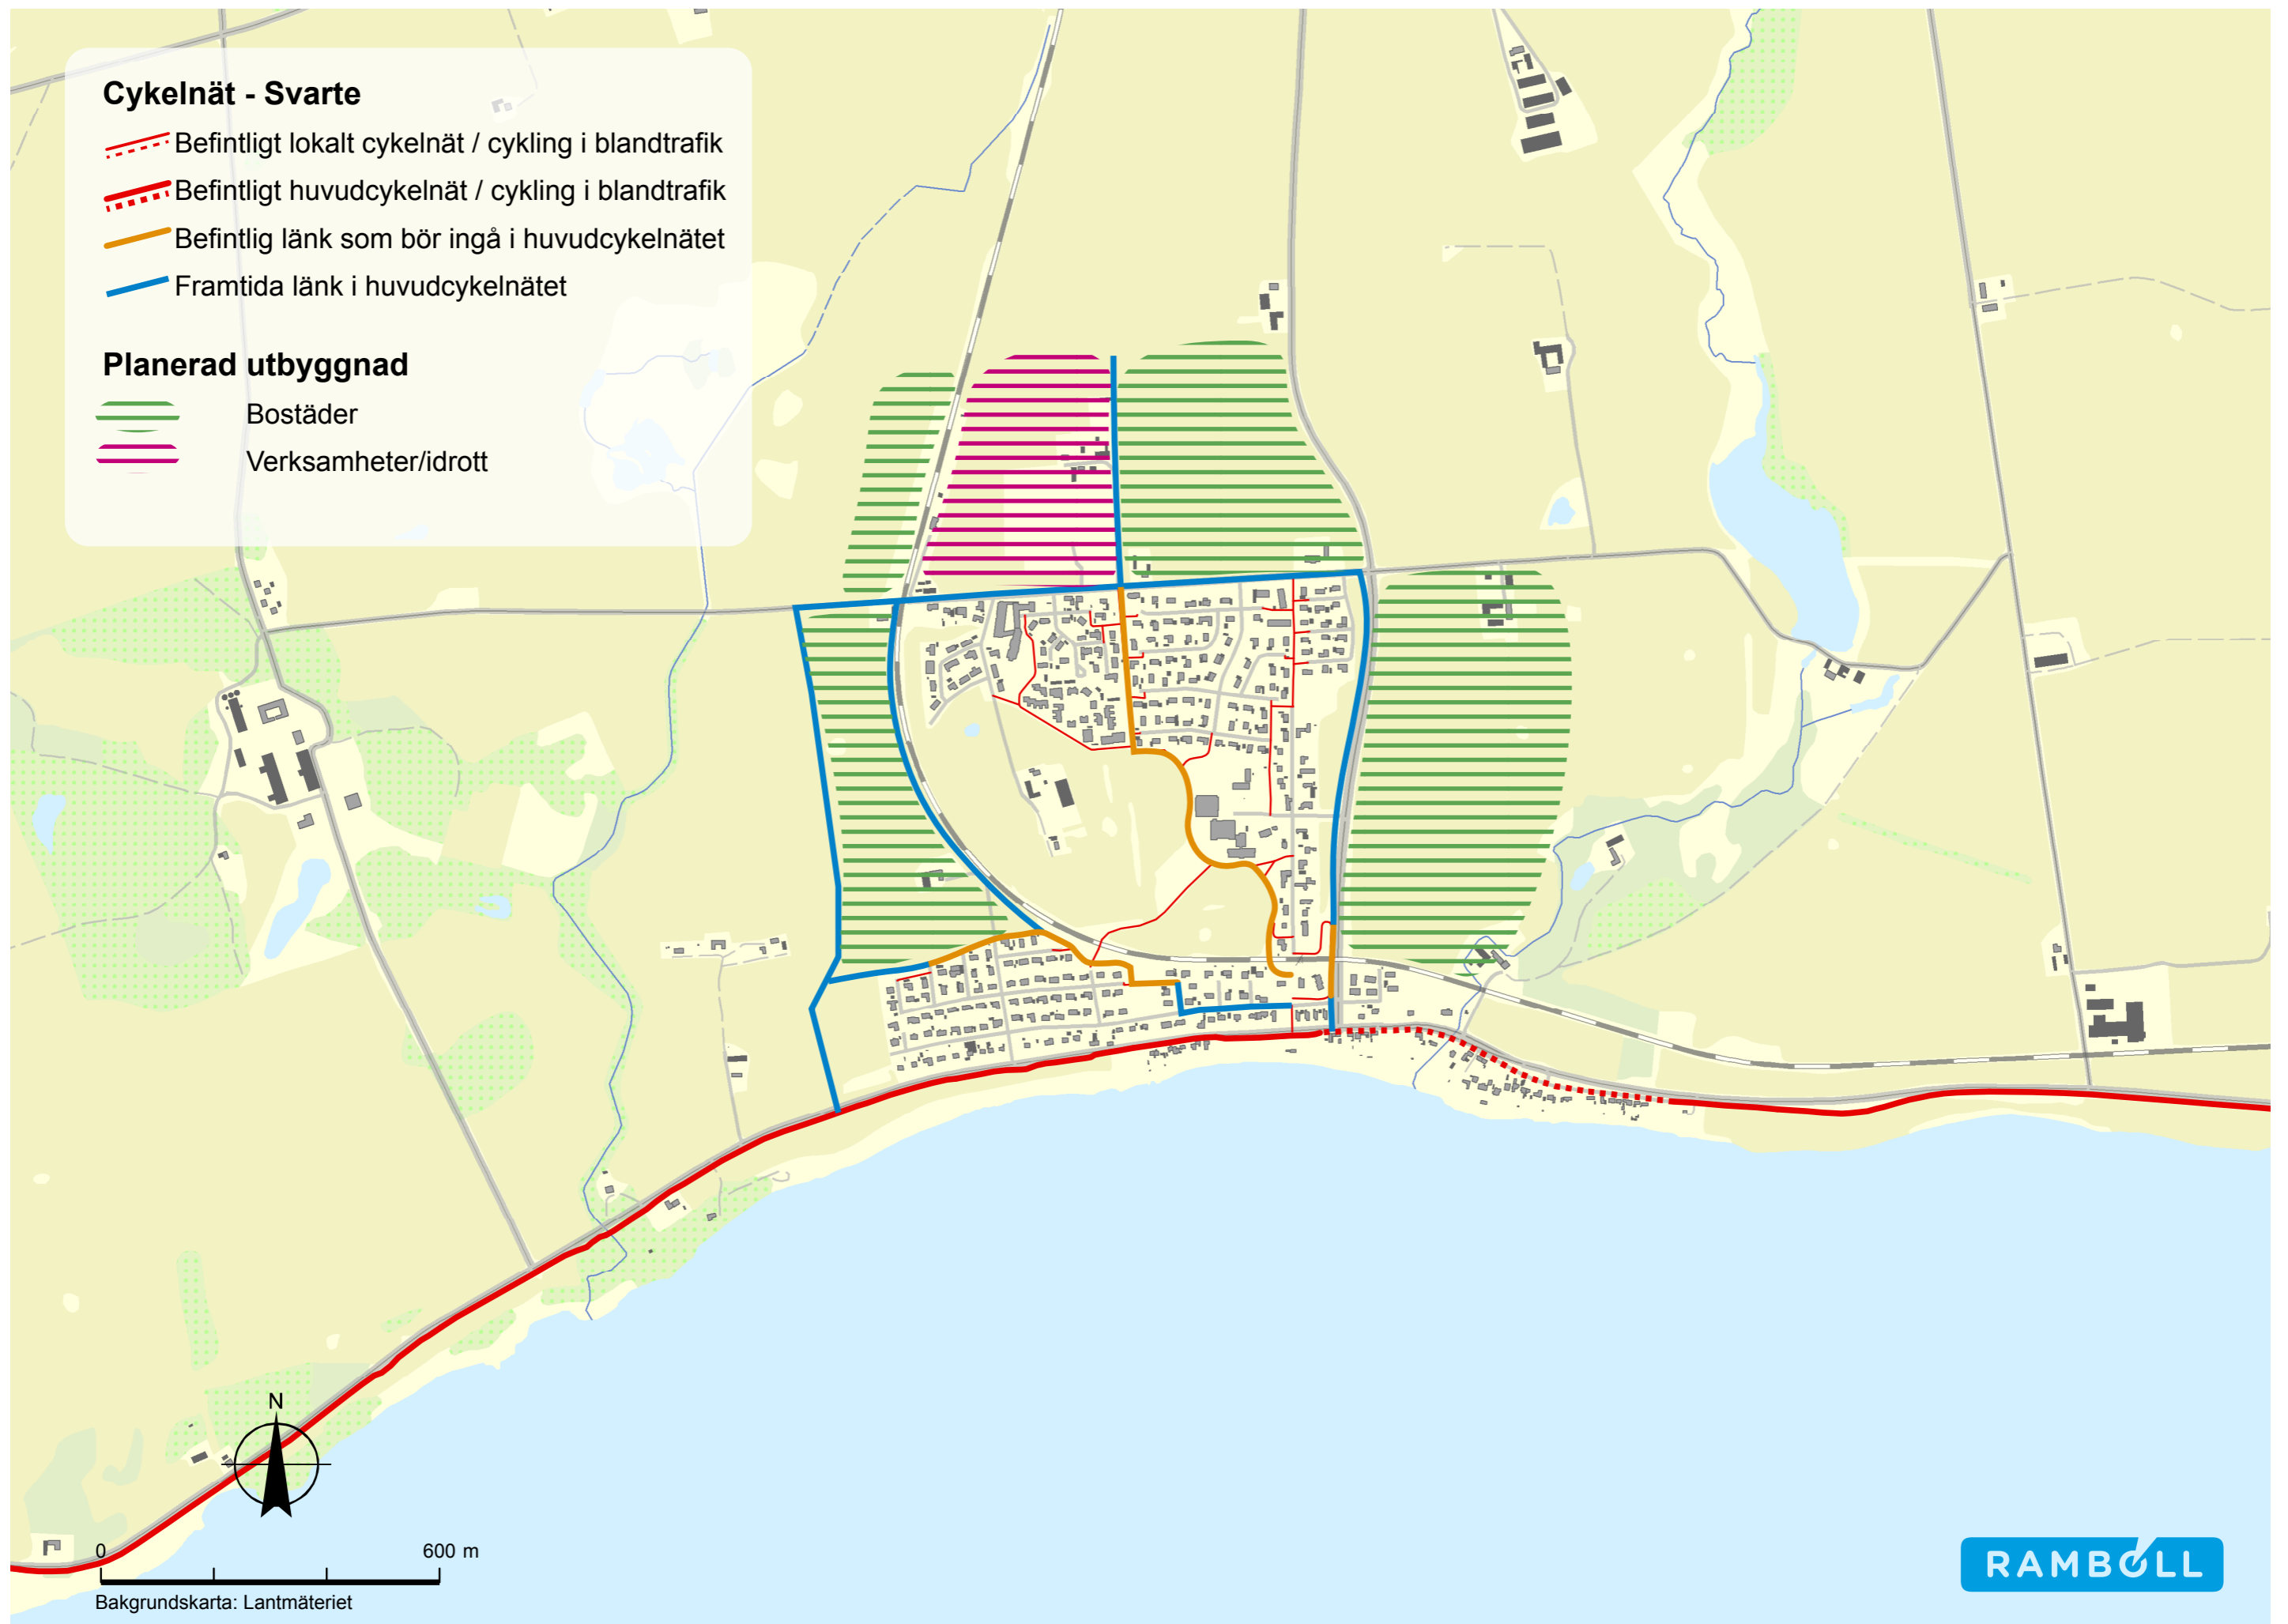 Cykelnät - Svarte
Befintligt lokalt cykelnät / cykling i blandtrafik
Befintligt huvudcykelnät / cykling i blandtrafik
Befintlig länk som bör ingå i huvudcykelnätet
Framtida länk i huvudcykelnätet
Planerad utbyggnad
Bostäder
Verksamheter/idrott
N
0 600 m
Bakgrundskarta: Lantmäteriet
RAMBOLL